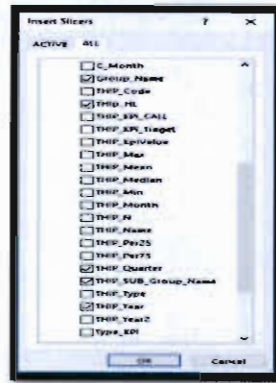 Insert Slicers ? ×
ACTIVE ALL
C_Month
Group_Name
THIP_Code
THIP_HL
THIP_KPI_CALL
THIP_KPI_Target
THIP_KpiValue
THIP_Max
THIP_Mean
THIP_Median
THIP_Min
THIP_Month
THIP_N
THIP_Name
THIP_Per25
THIP_Per75
THIP_Quarter
THIP_SUB_Group_Name
THIP_Type
THIP_Year
THIP_Year2
Type_KPI
OK Cancel